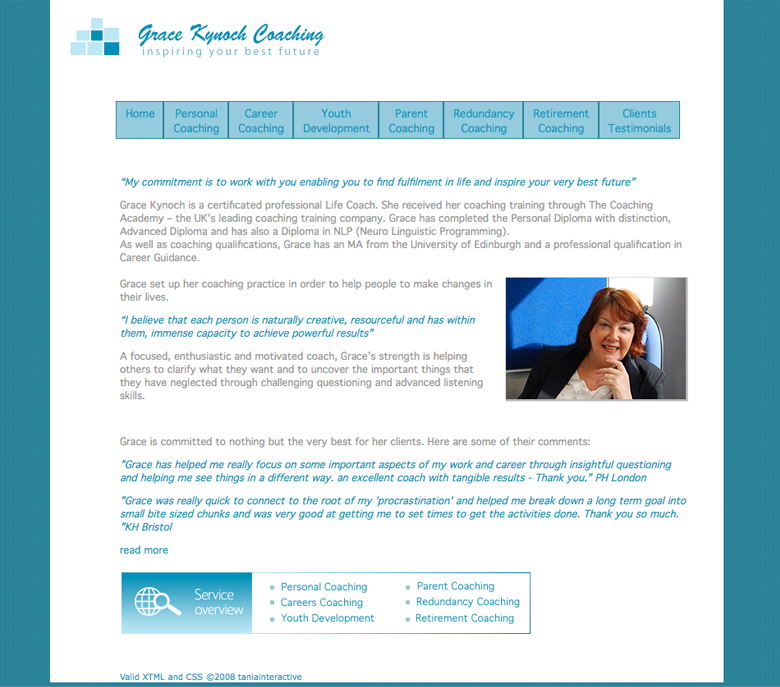 Grace Kynoch Coaching
inspiring your best future
Home
Personal Coaching
Career Coaching
Youth Development
Parent Coaching
Redundancy Coaching
Retirement Coaching
Clients Testimonials
“My commitment is to work with you enabling you to find fulfilment in life and inspire your very best future”
Grace Kynoch is a certificated professional Life Coach. She received her coaching training through The Coaching
Academy – the UK’s leading coaching training company. Grace has completed the Personal Diploma with distinction,
Advanced Diploma and has also a Diploma in NLP (Neuro Linguistic Programming).
As well as coaching qualifications, Grace has an MA from the University of Edinburgh and a professional qualification in
Career Guidance.
Grace set up her coaching practice in order to help people to make changes in
their lives.
“I believe that each person is naturally creative, resourceful and has within
them, immense capacity to achieve powerful results”
A focused, enthusiastic and motivated coach, Grace’s strength is helping
others to clarify what they want and to uncover the important things that
they have neglected through challenging questioning and advanced listening
skills.
Grace is committed to nothing but the very best for her clients. Here are some of their comments:
"Grace has helped me really focus on some important aspects of my work and career through insightful questioning
and helping me see things in a different way. an excellent coach with tangible results - Thank you." PH London
"Grace was really quick to connect to the root of my 'procrastination' and helped me break down a long term goal into
small bite sized chunks and was very good at getting me to set times to get the activities done. Thank you so much.
"KH Bristol
read more
Service
overview
Personal Coaching
Careers Coaching
Youth Development
Parent Coaching
Redundancy Coaching
Retirement Coaching
Valid XTML and CSS ©2008 taniainteractive